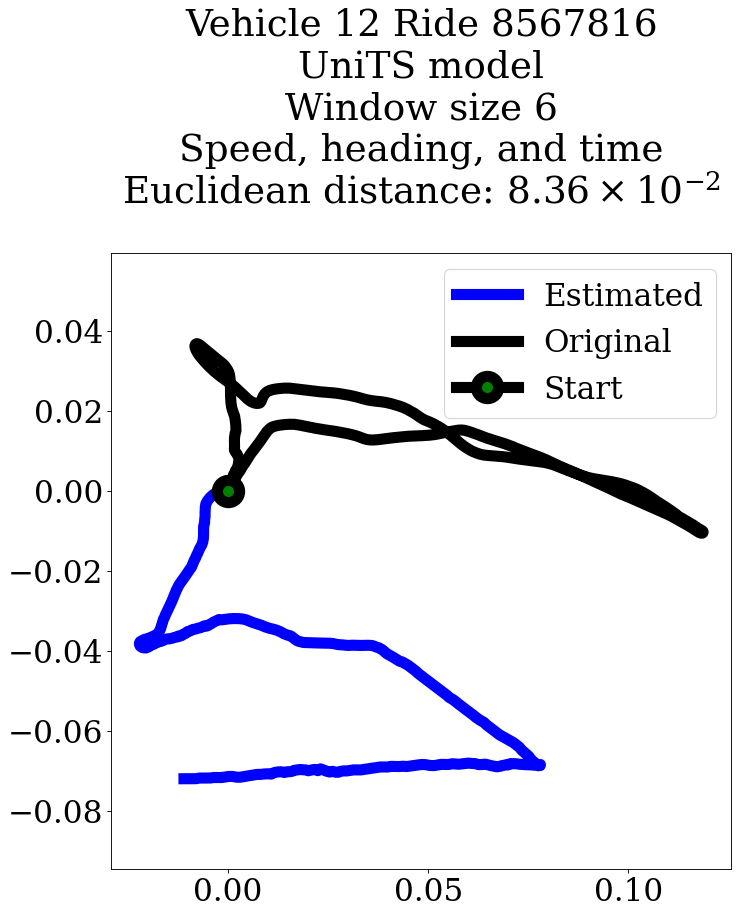 Vehicle 12 Ride 8567816
UniTS model
Window size 6
Speed, heading, and time
Euclidean distance: $8.36 × 10^{-2}$
Estimated
Original
Start
0.04
0.02
0.00
−0.02
−0.04
−0.06
−0.08
0.00 0.05 0.10